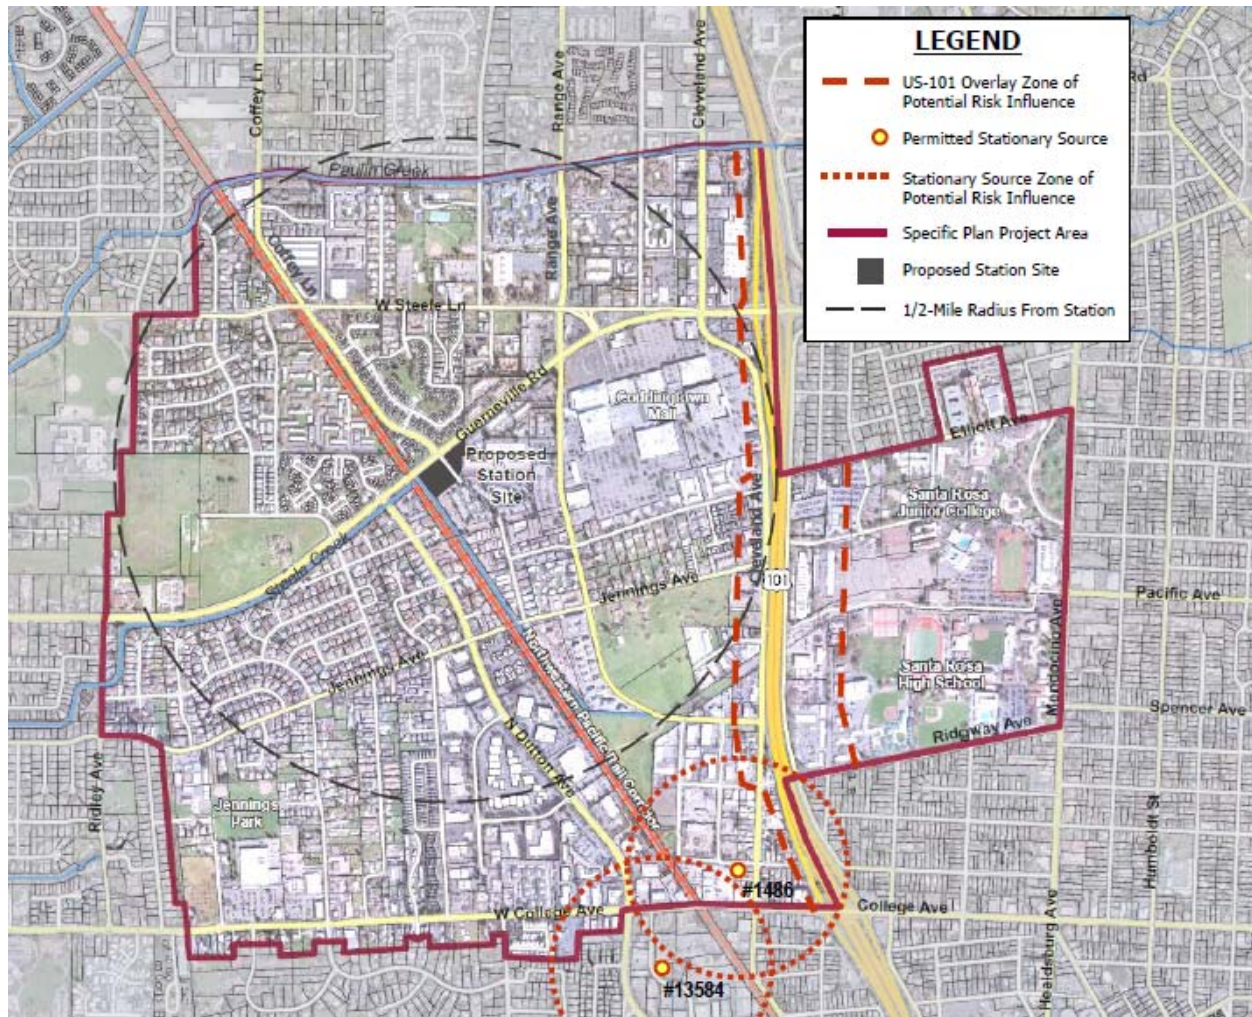 LEGEND
US-101 Overlay Zone of
Potential Risk Influence
Permitted Stationary Source
Stationary Source Zone of
Potential Risk Influence
Specific Plan Project Area
Proposed Station Site
1/2-Mile Radius From Station
Rd
Coffey Ln
Range Ave
Cleveland Ave
Paulin Creek
Coffey Ln
Range Ave
W Steele Ln
Guerneville Rd
Coddingtown
Mall
Proposed
Station
Site
Elliott Ave
Santa Rosa
Junior College
Cleveland Ave
101
Steele Creek
Jennings Ave
Pacific Ave
Mendocino Ave
Northwestern Pacific Rail Corridor
Jennings Ave
Santa Rosa
High School
Spencer Ave
Ridgway Ave
N Dutton Ave
Ridley Ave
Jennings
Park
Humboldt St
#1486
W College Ave
College Ave
Healdsburg Ave
#13584